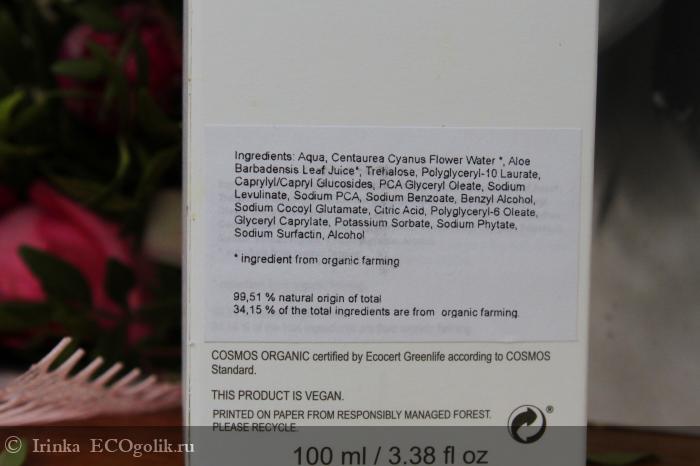 Ingredients: Aqua, Centaurea Cyanus Flower Water *, Aloe
Barbadensis Leaf Juice*, Trehalose, Polyglyceryl-10 Laurate,
Caprylyl/Capryl Glucosides, PCA Glyceryl Oleate, Sodium
Levulinate, Sodium PCA, Sodium Benzoate, Benzyl Alcohol,
Sodium Cocoyl Glutamate, Citric Acid, Polyglyceryl-6 Oleate,
Glyceryl Caprylate, Potassium Sorbate, Sodium Phytate,
Sodium Surfactin, Alcohol
* ingredient from organic farming
99,51 % natural origin of total
34,15 % of the total ingredients are from organic farming.
COSMOS ORGANIC certified by Ecocert Greenlife according to COSMOS
Standard.
THIS PRODUCT IS VEGAN.
PRINTED ON PAPER FROM RESPONSIBLY MANAGED FOREST.
PLEASE RECYCLE.
100 ml / 3.38 fl oz
© Irinka ECOgolik.ru